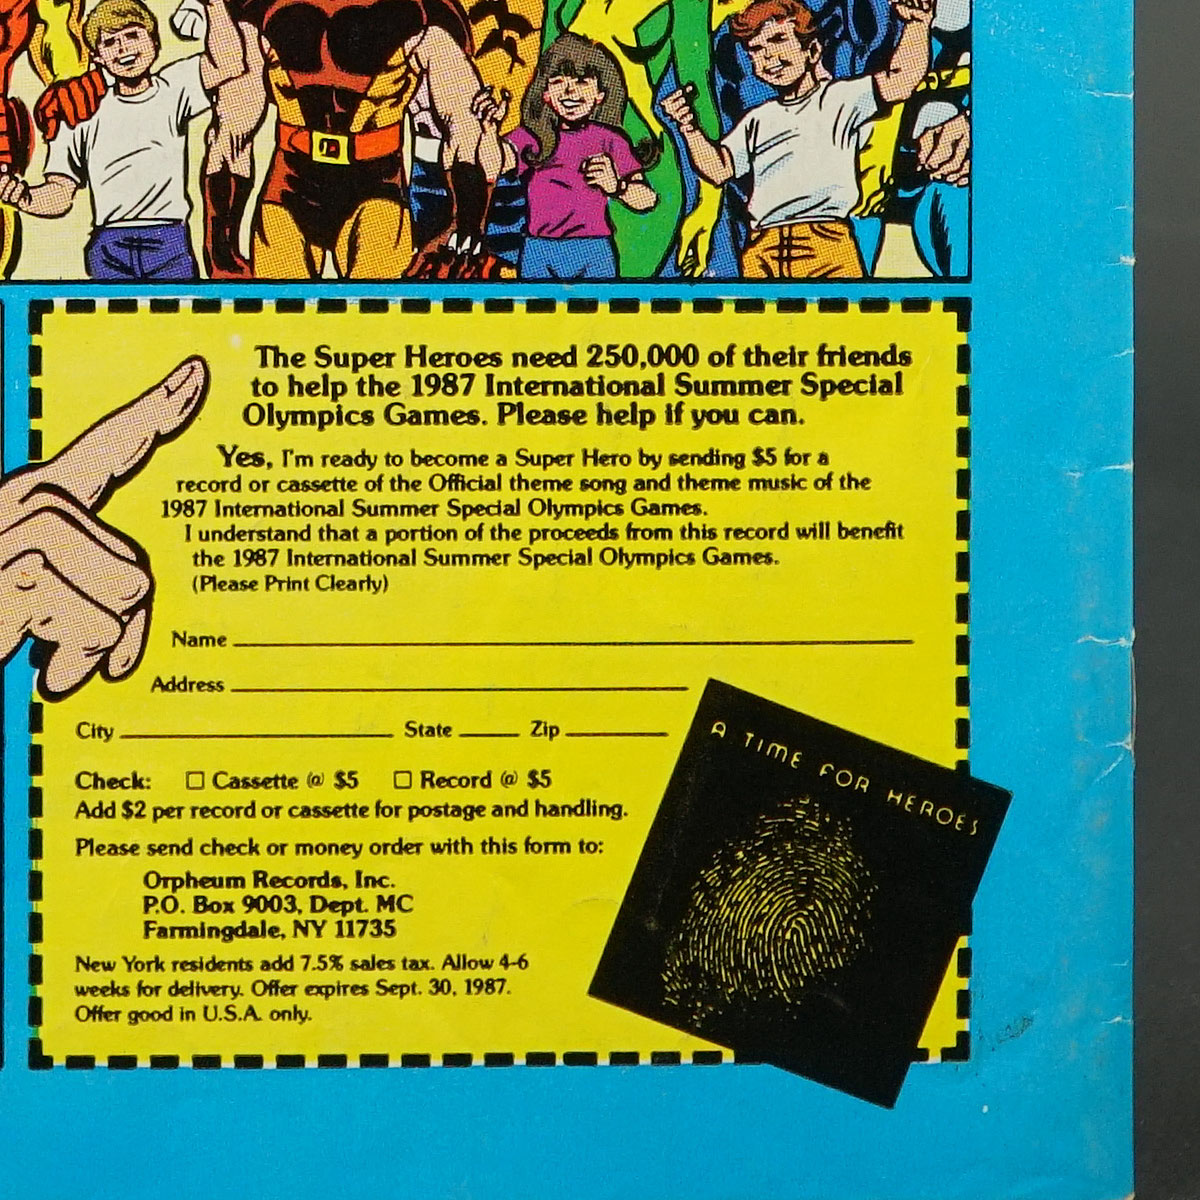 The Super Heroes need 250,000 of their friends
to help the 1987 International Summer Special
Olympics Games. Please help if you can.
Yes, I'm ready to become a Super Hero by sending $5 for a
record or cassette of the Official theme song and theme music of the
1987 International Summer Special Olympics Games.
I understand that a portion of the proceeds from this record will benefit
the 1987 International Summer Special Olympics Games.
(Please Print Clearly)
Name
Address
City State Zip
Check: ☐ Cassette @ $5 ☐ Record @ $5
Add $2 per record or cassette for postage and handling.
Please send check or money order with this form to:
Orpheum Records, Inc.
P.O. Box 9003, Dept. MC
Farmingdale, NY 11735
New York residents add 7.5% sales tax. Allow 4-6
weeks for delivery. Offer expires Sept. 30, 1987.
Offer good in U.S.A. only.
A TIME FOR HEROES